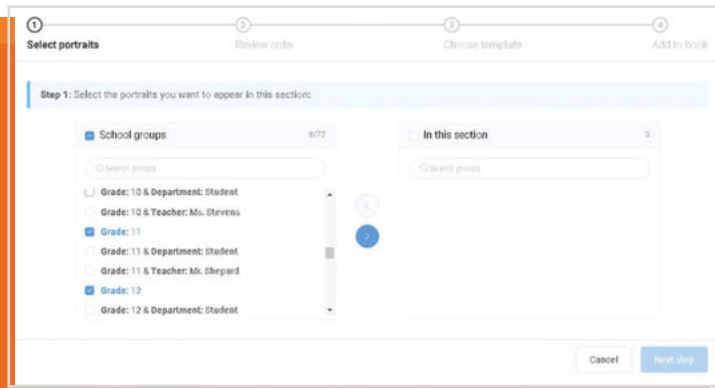 1 2 3 4
Select portraits Review order Choose template Add to book
Step 1: Select the portraits you want to appear in this section:
School groups 8/72
Search groups
Grade: 10 & Department: Student
Grade: 10 & Teacher: Ms. Stevens
Grade: 11
Grade: 11 & Department: Student
Grade: 11 & Teacher: Mr. Shepard
Grade: 12
Grade: 12 & Department: Student
In this section 0
Search groups
Cancel Next step